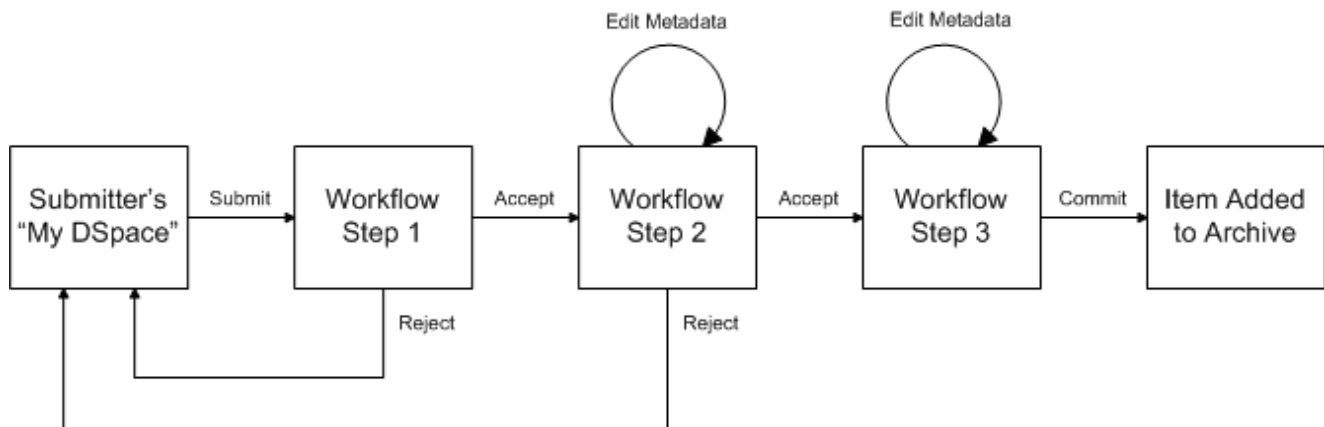 Edit Metadata
Edit Metadata
Submitter's
“My DSpace”
Submit
Workflow
Step 1
Accept
Workflow
Step 2
Accept
Workflow
Step 3
Commit
Item Added
to Archive
Reject
Reject